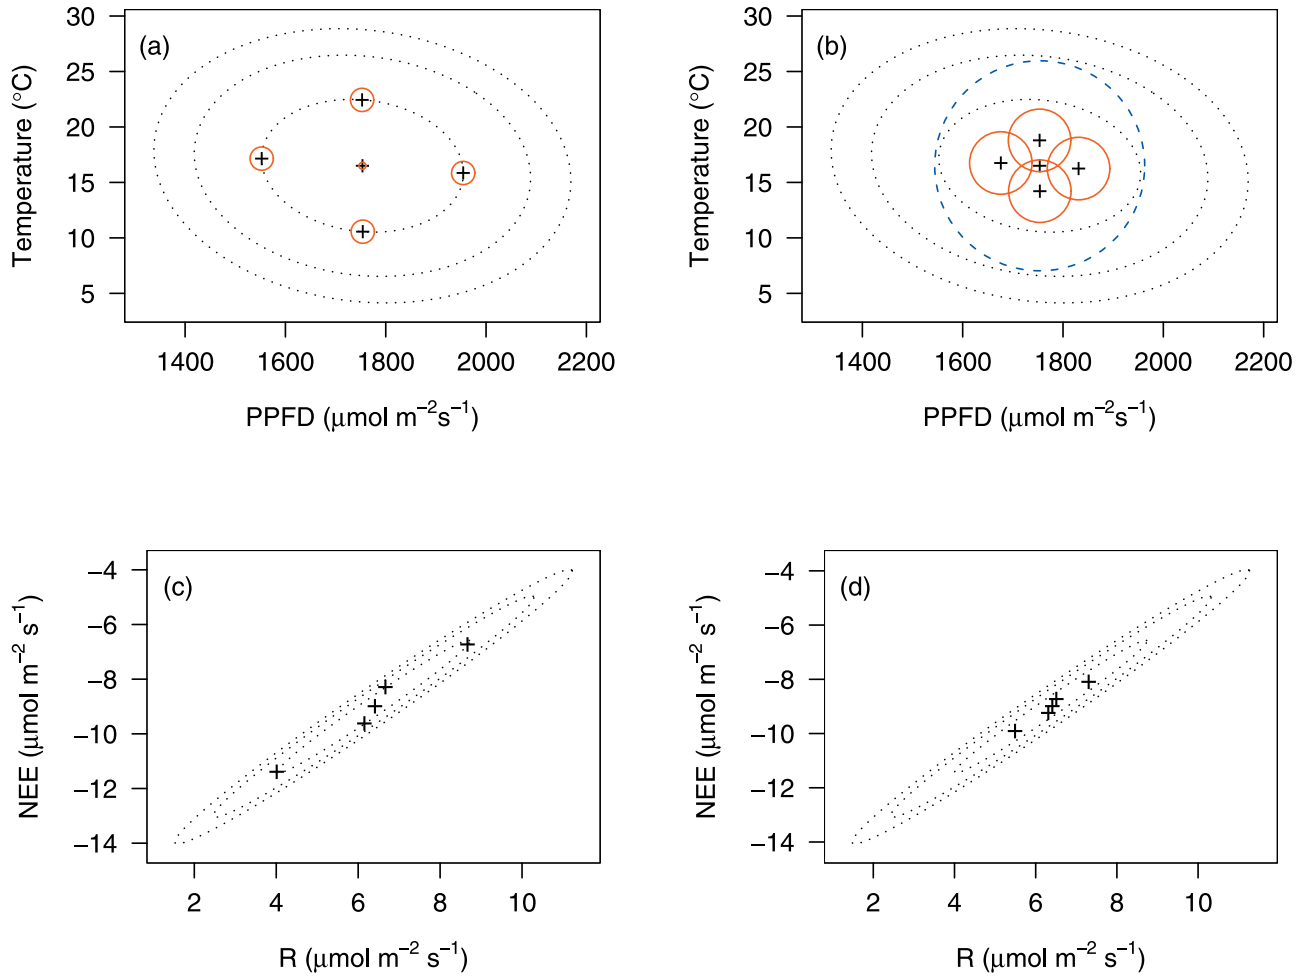 (a)
30
25
20
15
10
5
Temperature (°C)
1400 1600 1800 2000 2200
PPFD (μmol m⁻²s⁻¹)
(b)
30
25
20
15
10
5
Temperature (°C)
1400 1600 1800 2000 2200
PPFD (μmol m⁻²s⁻¹)
(c)
−4
−6
−8
−10
−12
−14
NEE (μmol m⁻² s⁻¹)
2 4 6 8 10
R (μmol m⁻² s⁻¹)
(d)
−4
−6
−8
−10
−12
−14
NEE (μmol m⁻² s⁻¹)
2 4 6 8 10
R (μmol m⁻² s⁻¹)